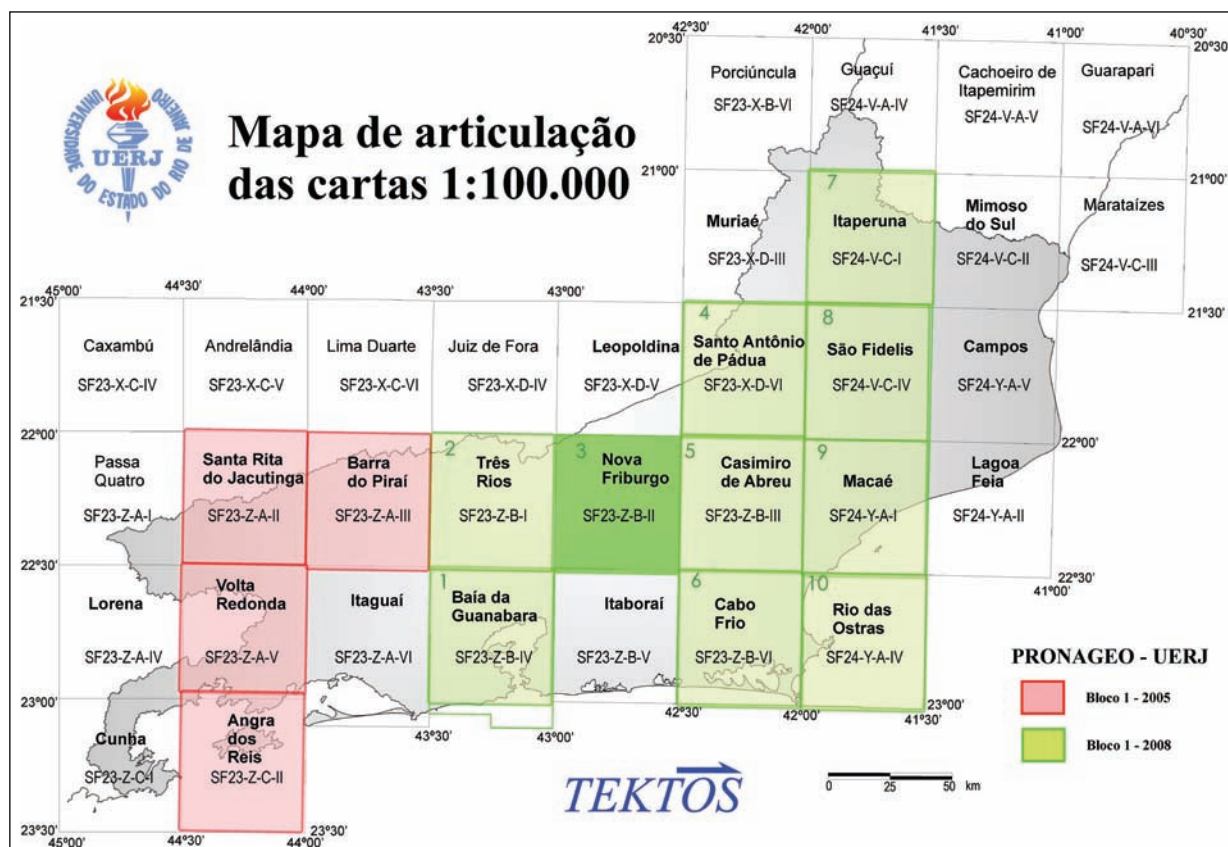 UNIVERSIDADE DO ESTADO DO RIO DE JANEIRO
UERJ
Mapa de articulação
das cartas 1:100.000
42°30' 42°00' 41°30' 41°00' 40°30'
20°30' 20°30'
Porciúncula
SF23-X-B-VI
Guaçuí
SF24-V-A-IV
Cachoeiro de
Itapemirim
SF24-V-A-V
Guarapari
SF24-V-A-VI
21°00' 21°00'
Muriaé
SF23-X-D-III
7
Itaperuna
SF24-V-C-I
Mimoso
do Sul
SF24-V-C-II
Marataízes
SF24-V-C-III
45°00' 44°30' 44°00' 43°30' 43°00'
21°30' 21°30'
Caxambú
SF23-X-C-IV
Andrelândia
SF23-X-C-V
Lima Duarte
SF23-X-C-VI
Juiz de Fora
SF23-X-D-IV
Leopoldina
SF23-X-D-V
4
Santo Antônio
de Pádua
SF23-X-D-VI
8
São Fidelis
SF24-V-C-IV
Campos
SF24-Y-A-V
22°00' 22°00'
Passa
Quatro
SF23-Z-A-I
Santa Rita
do Jacutinga
SF23-Z-A-II
Barra
do Piraí
SF23-Z-A-III
2
Três
Rios
SF23-Z-B-I
3
Nova
Friburgo
SF23-Z-B-II
5
Casimiro
de Abreu
SF23-Z-B-III
9
Macaé
SF24-Y-A-I
Lagoa
Feia
SF24-Y-A-II
22°30' 22°30'
41°00'
Lorena
SF23-Z-A-IV
Volta
Redonda
SF23-Z-A-V
Itaguaí
SF23-Z-A-VI
1
Baía da
Guanabara
SF23-Z-B-IV
Itaboraí
SF23-Z-B-V
6
Cabo
Frio
SF23-Z-B-VI
10
Rio das
Ostras
SF24-Y-A-IV
23°00' 23°00'
43°30' 43°00' 42°30' 42°00' 41°30'
Cunha
SF23-Z-C-I
Angra
dos
Reis
SF23-Z-C-II
23°30' 23°30'
45°00' 44°30' 44°00'
TEKTOS
0 25 50 km
PRONAGEO - UERJ
Bloco 1 - 2005
Bloco 1 - 2008